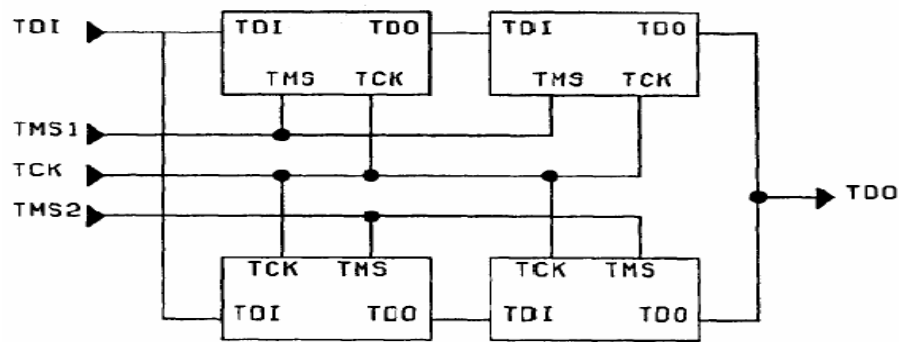 TDI TDI TDO TDI TDO
TMS TCK TMS TCK
TMS1
TCK
TDO
TMS2
TCK TMS TCK TMS
TDI TDO TDI TDO